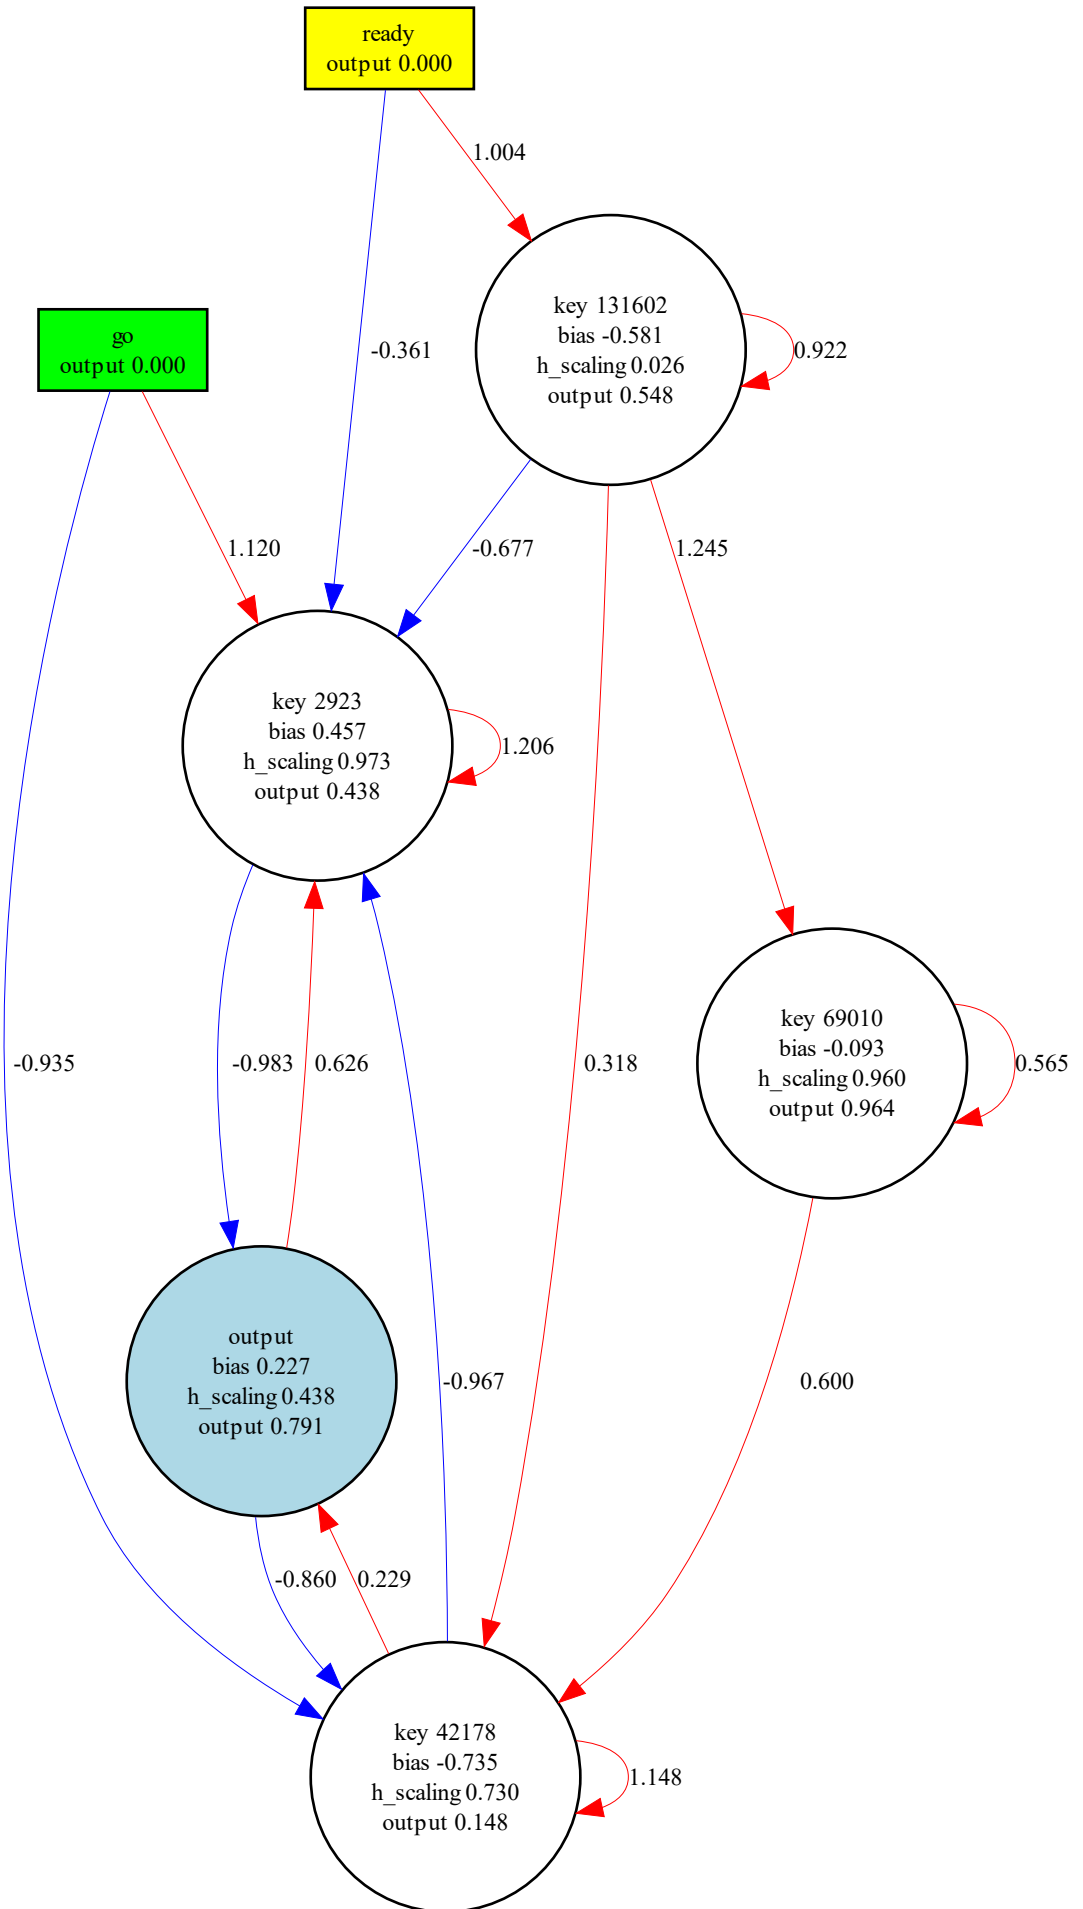 ready
output 0.000
1.004
key 131602
bias -0.581
h_scaling 0.026
output 0.548
0.922
go
output 0.000
-0.361
1.120
-0.677
1.245
key 2923
bias 0.457
h_scaling 0.973
output 0.438
1.206
key 69010
bias -0.093
h_scaling 0.960
output 0.964
0.565
-0.935
-0.983
0.626
0.318
output
bias 0.227
h_scaling 0.438
output 0.791
-0.967
0.600
-0.860
0.229
key 42178
bias -0.735
h_scaling 0.730
output 0.148
1.148